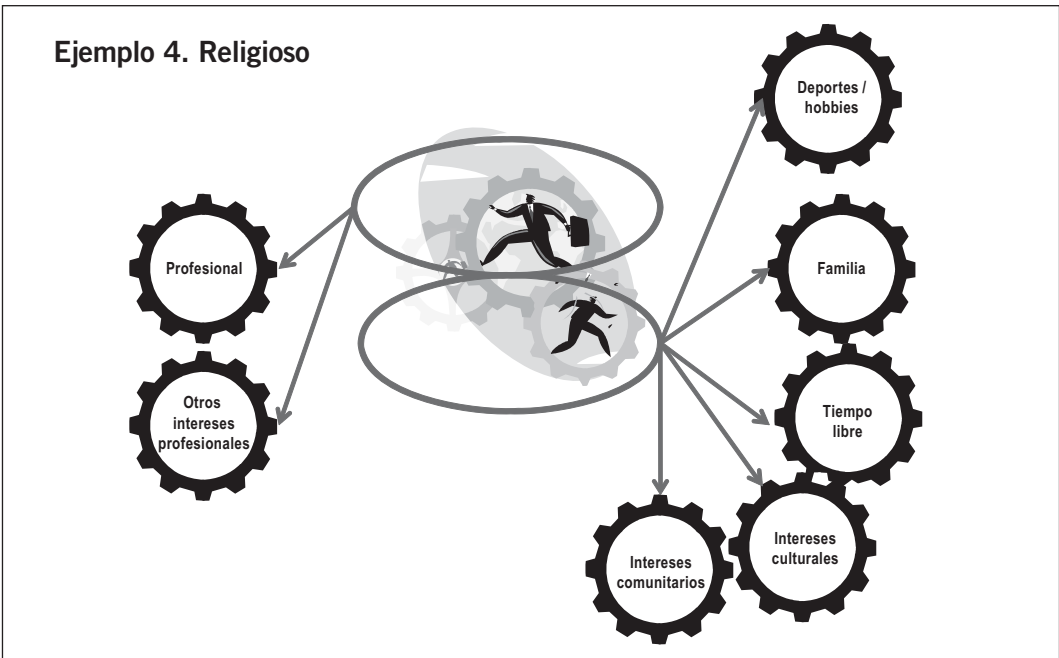 Ejemplo 4. Religioso
Deportes /
hobbies
Profesional
Familia
Otros
intereses
profesionales
Tiempo
libre
Intereses
culturales
Intereses
comunitarios